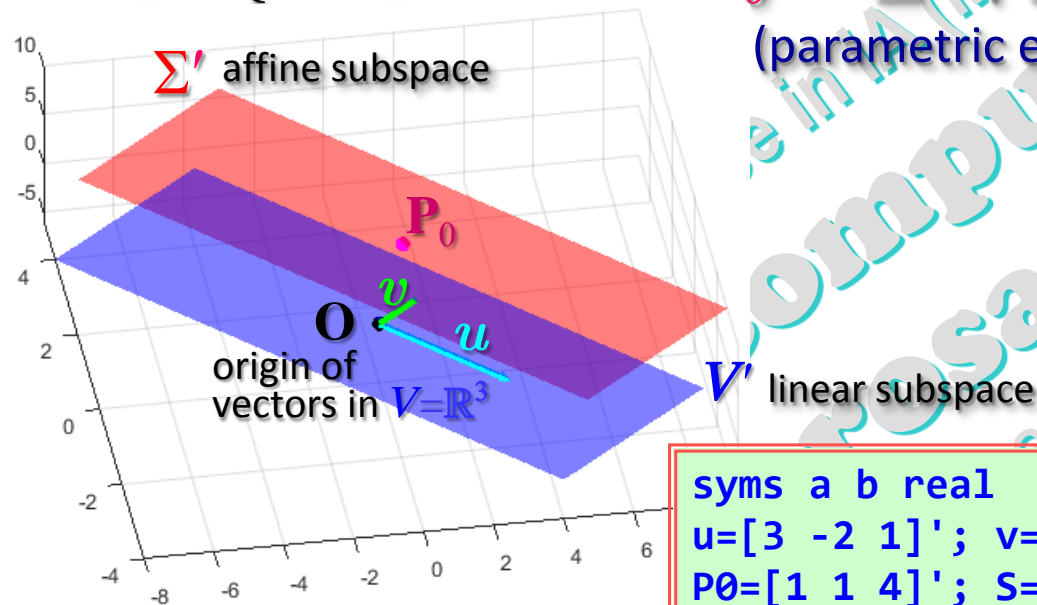 Σ′ affine subspace
(parametric e
P₀
v
O
u
origin of
vectors in V=ℝ³
V′ linear subspace
10
5
0
-5
4
2
0
-2
-4
-8
-6
-4
-2
0
2
4
6
syms a b real
u=[3 -2 1]'; v=
P0=[1 1 4]'; S=